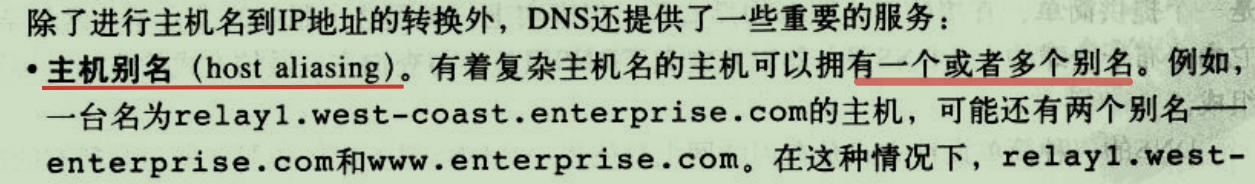 除了进行主机名到IP地址的转换外，DNS还提供了一些重要的服务：
• 主机别名（host aliasing）。有着复杂主机名的主机可以拥有一个或者多个别名。例如，
一台名为relay1.west-coast.enterprise.com的主机，可能还有两个别名——
enterprise.com和www.enterprise.com。在这种情况下，relay1.west-